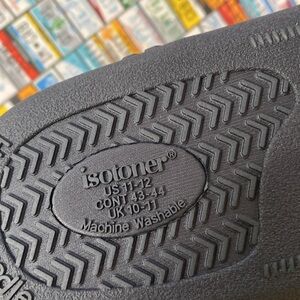 isotoner®
US 11-12
CONT 43-44
UK 10-11
Machine Washable